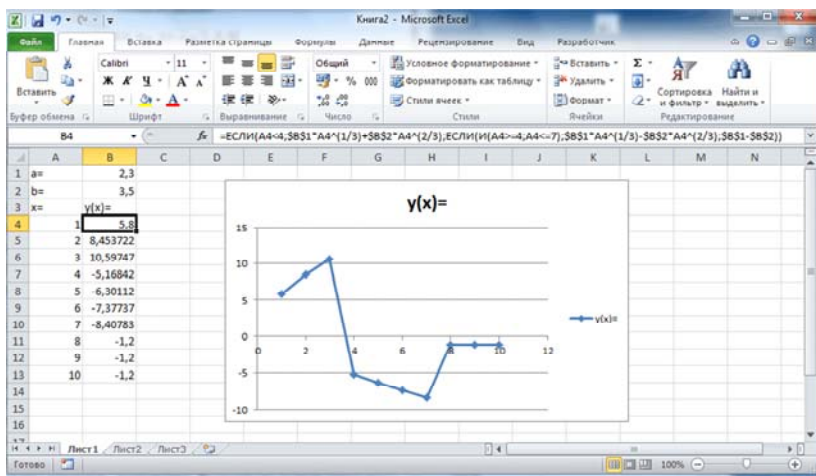 Книга2 - Microsoft Excel
Файл Главная Вставка Разметка страницы Формулы Данные Рецензирование Вид Разработчик
Вставить
Calibri 11
Ж К Ч
Общий
% 000
Условное форматирование
Форматировать как таблицу
Стили ячеек
Вставить
Удалить
Формат
Σ
Сортировка и фильтр
Найти и выделить
Буфер обмена Шрифт Выравнивание Число Стили Ячейки Редактирование
B4 fx =ЕСЛИ(A4<4;$B$1*A4^(1/3)+$B$2*A4^(2/3);ЕСЛИ(И(A4>=4,A4<=7);$B$1*A4^(1/3)-$B$2*A4^(2/3);$B$1-$B$2))
A B C D E F G H I J K L M N
1 a= 2,3
2 b= 3,5
3 x= y(x)=
4 1 5,8
5 2 8,453722
6 3 10,59747
7 4 -5,16842
8 5 -6,30112
9 6 -7,37737
10 7 -8,40783
11 8 -1,2
12 9 -1,2
13 10 -1,2
14
15
16
y(x)=
15
10
5
0
-5
-10
0 2 4 6 8 10 12
y(x)=
Лист1 Лист2 Лист3
Готово 100%